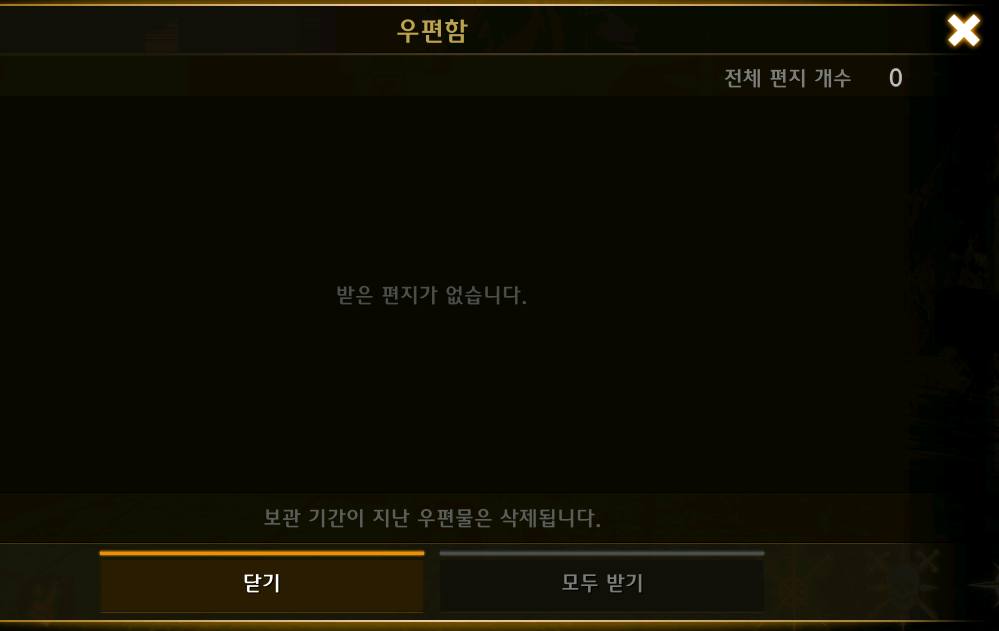 우편함
전체 편지 개수 0
받은 편지가 없습니다.
보관 기간이 지난 우편물은 삭제됩니다.
닫기
모두 받기